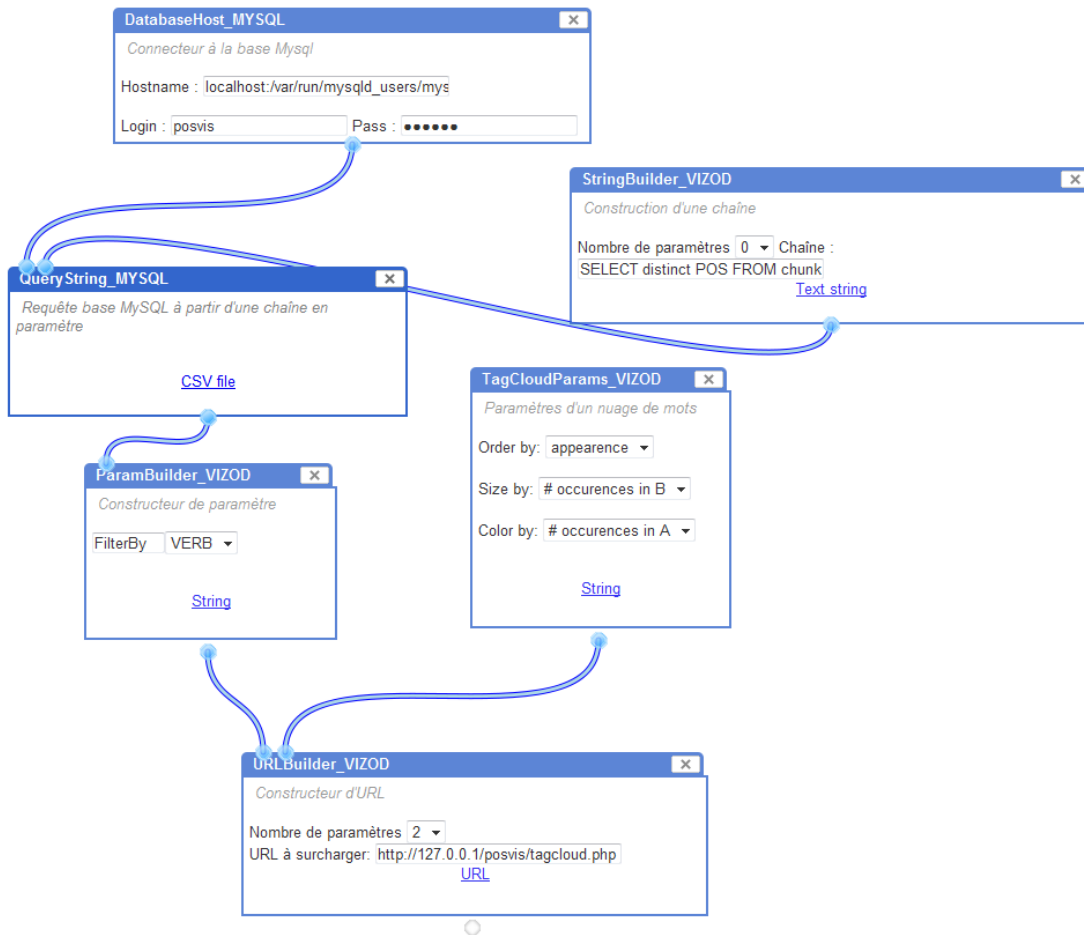 DatabaseHost_MYSQL
Connecteur à la base Mysql
Hostname : localhost:/var/run/mysqld_users/mys
Login : posvis Pass : ●●●●●●
StringBuilder_VIZOD
Construction d'une chaîne
Nombre de paramètres 0 Chaîne :
SELECT distinct POS FROM chunk
Text string
QueryString_MYSQL
Requête base MySQL à partir d'une chaîne en
paramètre
CSV file
TagCloudParams_VIZOD
Paramètres d'un nuage de mots
Order by: appearence
Size by: # occurences in B
Color by: # occurences in A
String
ParamBuilder_VIZOD
Constructeur de paramètre
FilterBy VERB
String
URLBuilder_VIZOD
Constructeur d'URL
Nombre de paramètres 2
URL à surcharger: http://127.0.0.1/posvis/tagcloud.php
URL